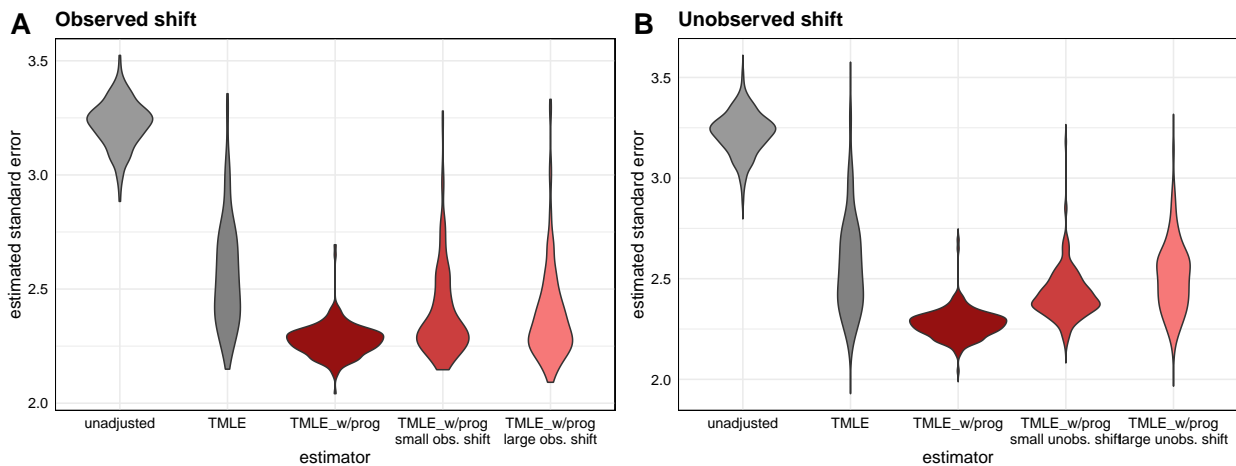 A Observed shift
3.5
3.0
2.5
2.0
estimated standard error
unadjusted TMLE TMLE_w/prog TMLE_w/prog TMLE_w/prog
small obs. shift large obs. shift
estimator
B Unobserved shift
3.5
3.0
2.5
2.0
estimated standard error
unadjusted TMLE TMLE_w/prog TMLE_w/prog TMLE_w/prog
small unobs. shift large unobs. shift
estimator